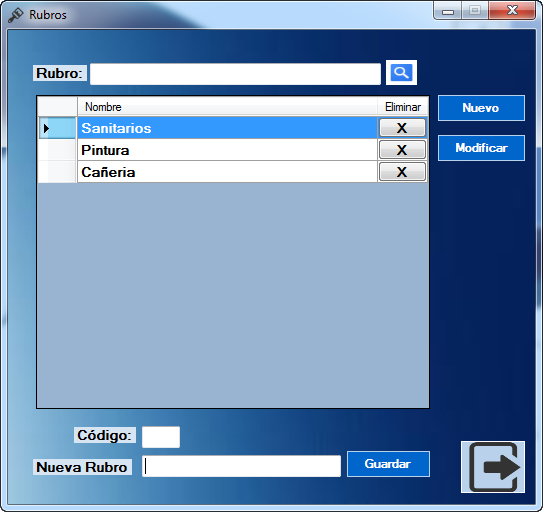 Rubros
Rubro:
Nombre Eliminar
Sanitarios X
Pintura X
Cañeria X
Nuevo
Modificar
Código:
Nueva Rubro
Guardar